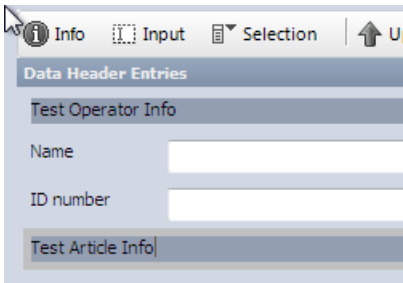 Info Input Selection U
Data Header Entries
Test Operator Info
Name
ID number
Test Article Info